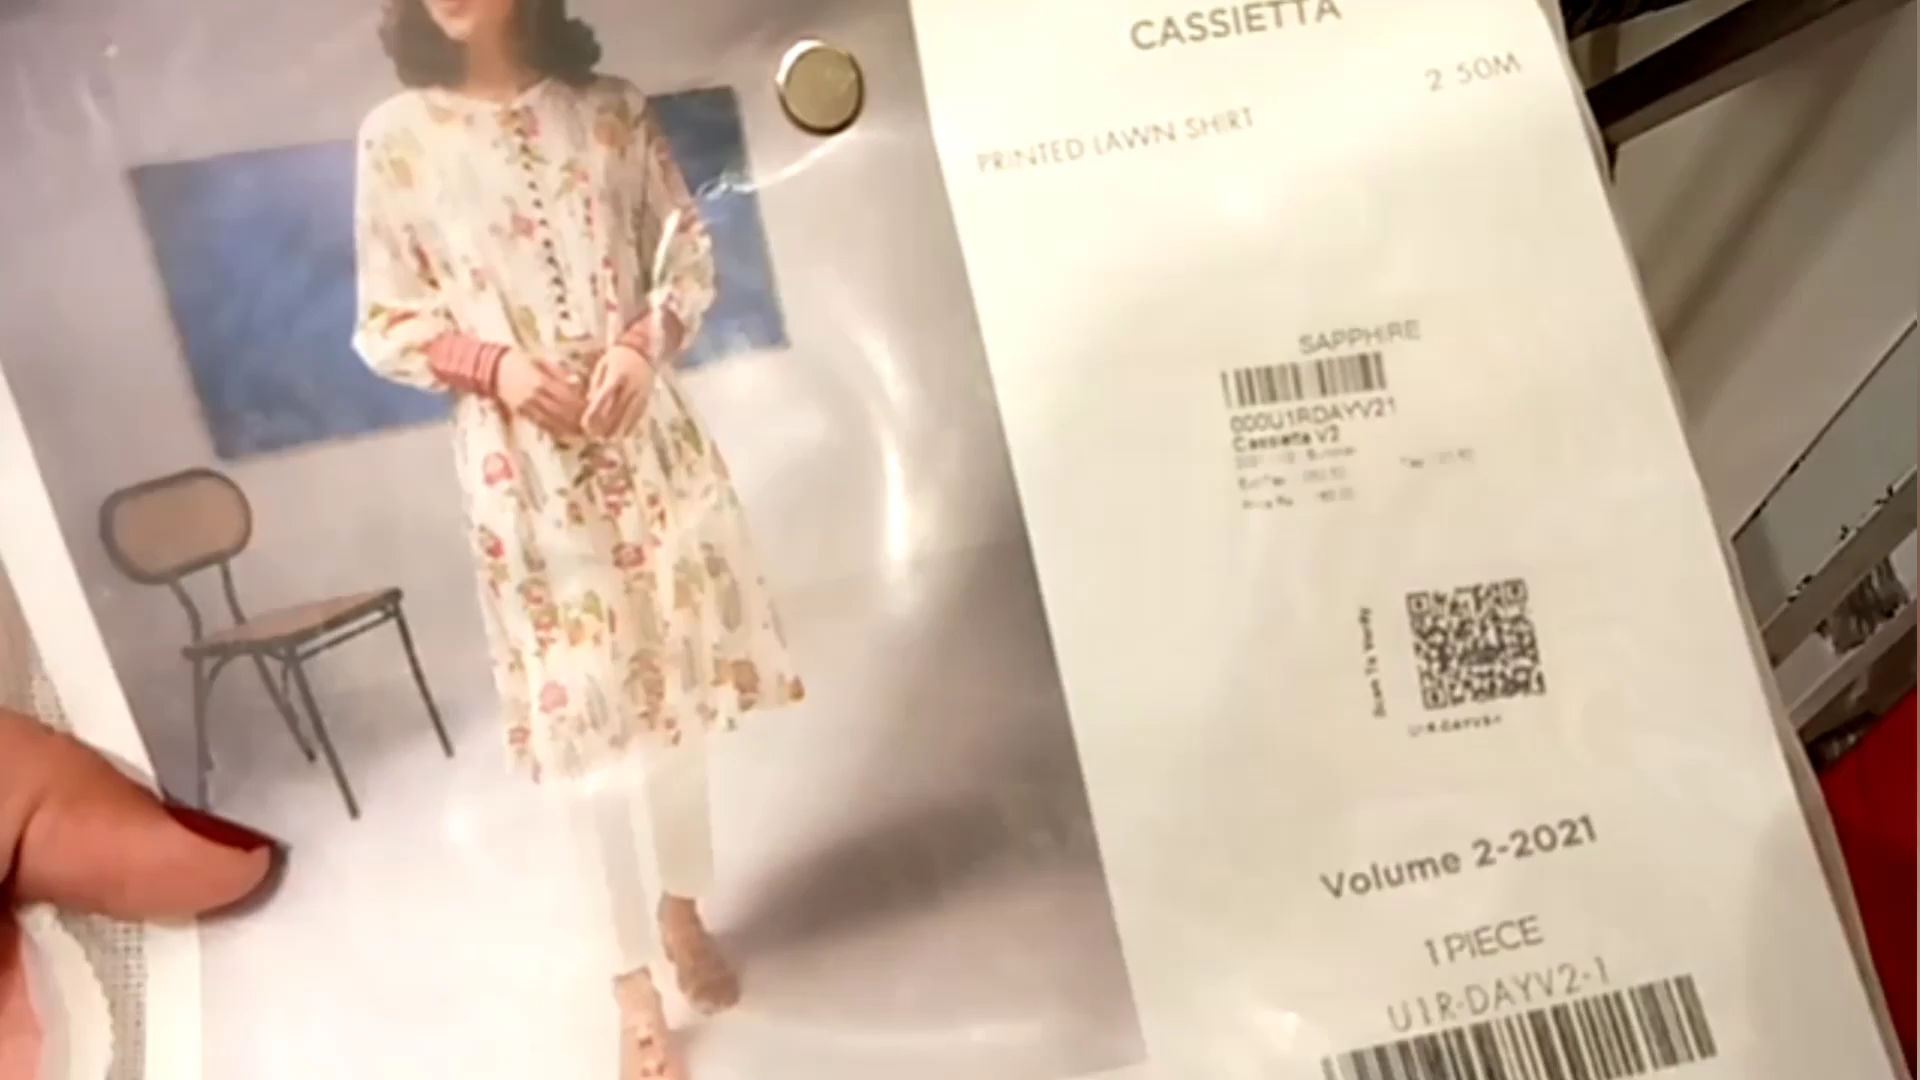 CASSIETTA
2 50M
PRINTED LAWN SHIRT
SAPPHIRE
000U1RDAYV21
Cassietta V2
Volume 2-2021
1 PIECE
U1R-DAYV2-1